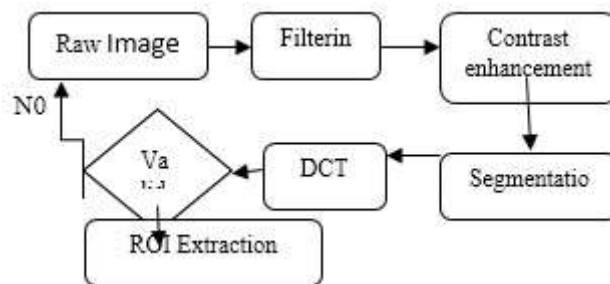 Raw Image
Filterin
Contrast
enhancement
N0
Va
DCT
Segmentatio
ROI Extraction